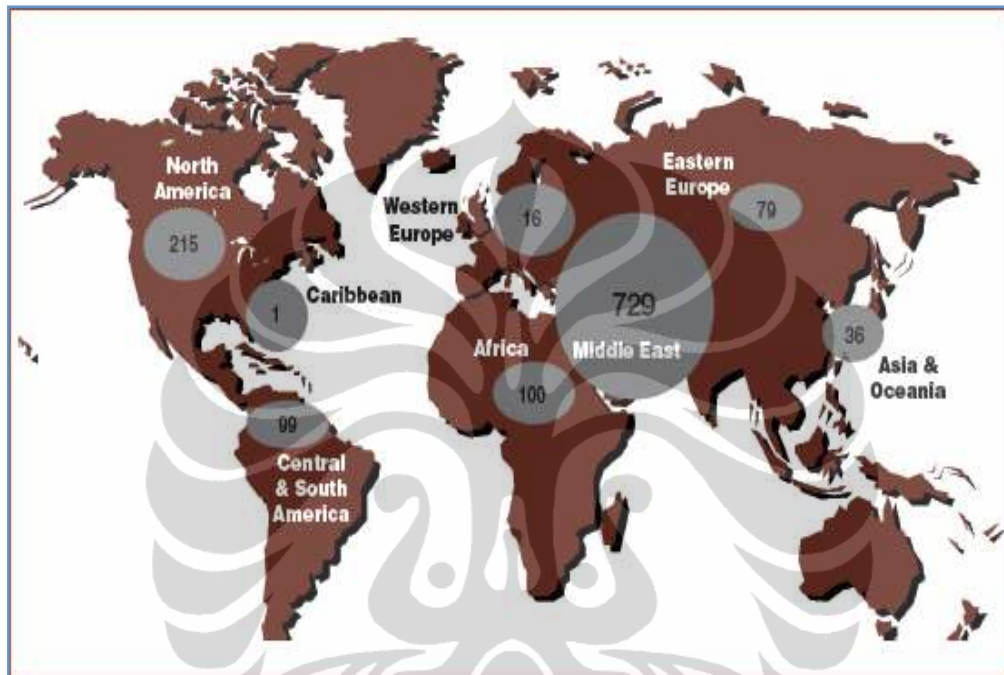 North
America
215
Caribbean
1
99
Central
& South
America
Western
Europe
16
Eastern
Europe
79
729
Middle East
Africa
100
36
Asia &
Oceania